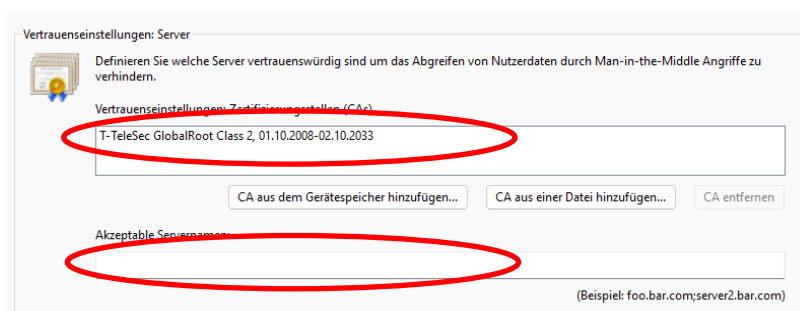 Vertrauenseinstellungen: Server
Definieren Sie welche Server vertrauenswürdig sind um das Abgreifen von Nutzerdaten durch Man-in-the-Middle Angriffe zu
verhindern.
Vertrauenseinstellungen: Zertifizierungsstellen (CAs)
T-TeleSec GlobalRoot Class 2, 01.10.2008-02.10.2033
CA aus dem Gerätespeicher hinzufügen... CA aus einer Datei hinzufügen... CA entfernen
Akzeptable Servernamen:
(Beispiel: foo.bar.com;server2.bar.com)